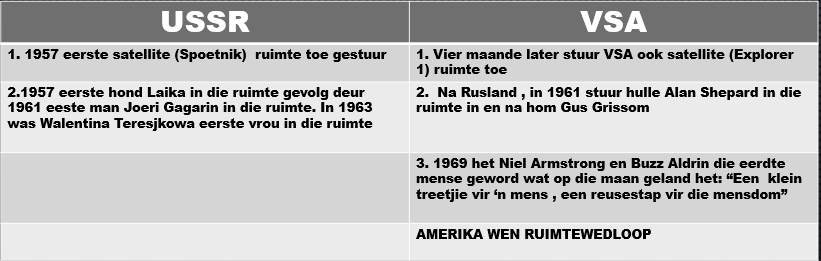 USSR
VSA
1. 1957 eerste satellite (Spoetnik) ruimte toe gestuur
1. Vier maande later stuur VSA ook satellite (Explorer
1) ruimte toe
2.1957 eerste hond Laika in die ruimte gevolg deur
1961 eeste man Joeri Gagarin in die ruimte. In 1963
was Walentina Teresjkowa eerste vrou in die ruimte
2. Na Rusland , in 1961 stuur hulle Alan Shepard in die
ruimte in en na hom Gus Grissom
3. 1969 het Niel Armstrong en Buzz Aldrin die eerdte
mense geword wat op die maan geland het: “Een klein
treetjie vir ‘n mens , een reusestap vir die mensdom”
AMERIKA WEN RUIMTEWEDLOOP